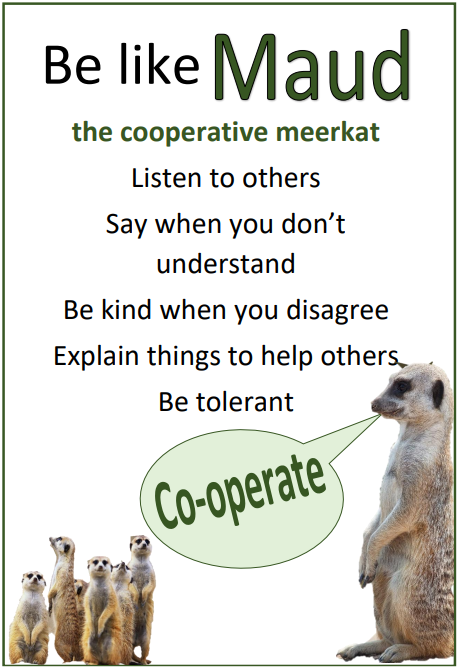 Be like Maud
the cooperative meerkat
Listen to others
Say when you don’t
understand
Be kind when you disagree
Explain things to help others
Be tolerant
Co-operate